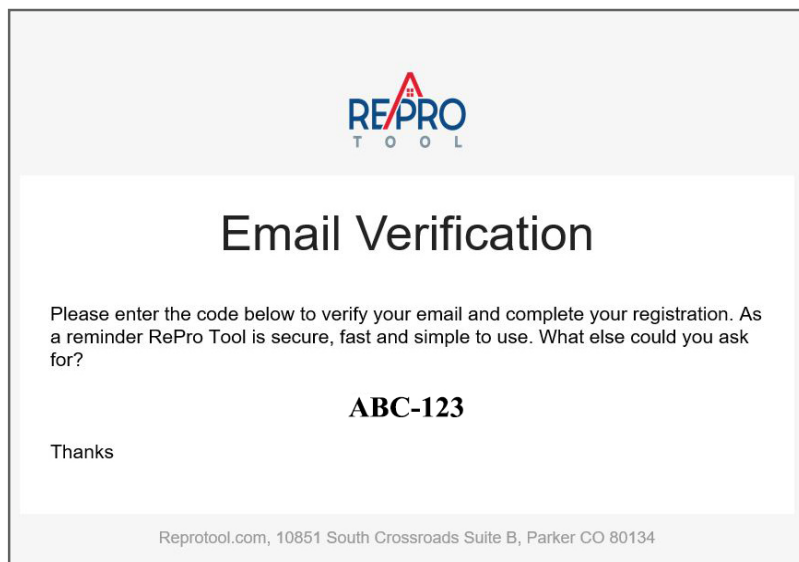 RE/PRO
TOOL
Email Verification
Please enter the code below to verify your email and complete your registration. As
a reminder RePro Tool is secure, fast and simple to use. What else could you ask
for?
ABC-123
Thanks
Reprotool.com, 10851 South Crossroads Suite B, Parker CO 80134